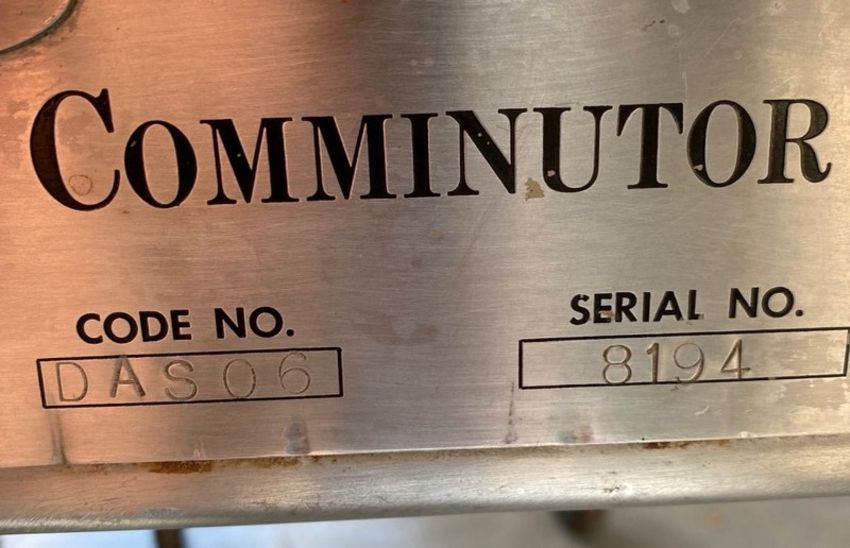 COMMINUTOR
CODE NO. SERIAL NO.
DAS06 8194